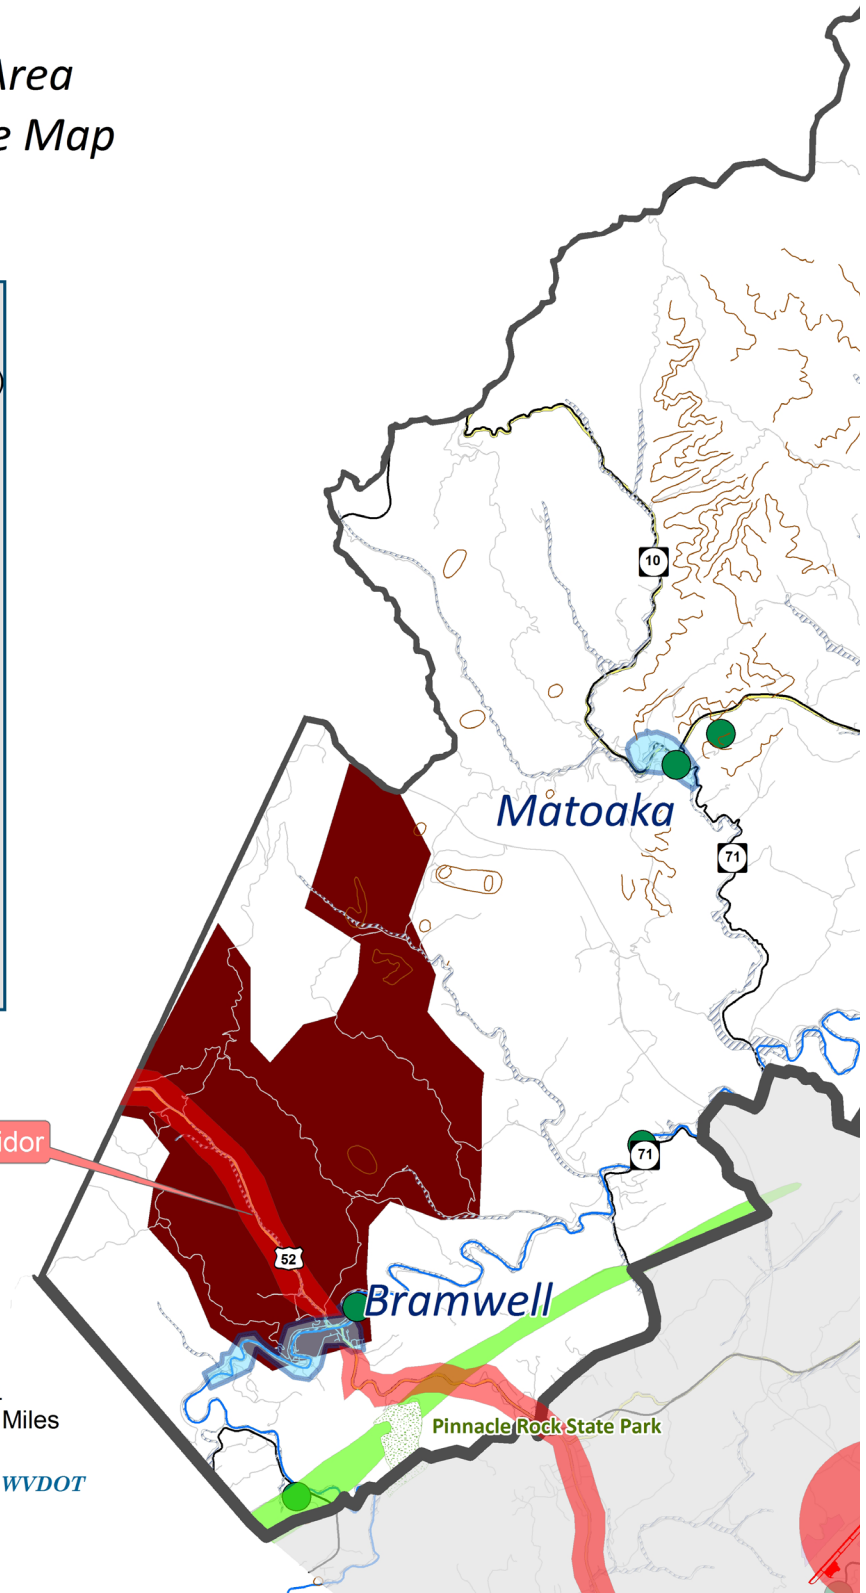 Area
e Map
10
Matoaka
71
idor
71
52
Bramwell
Miles
Pinnacle Rock State Park
WVDOT